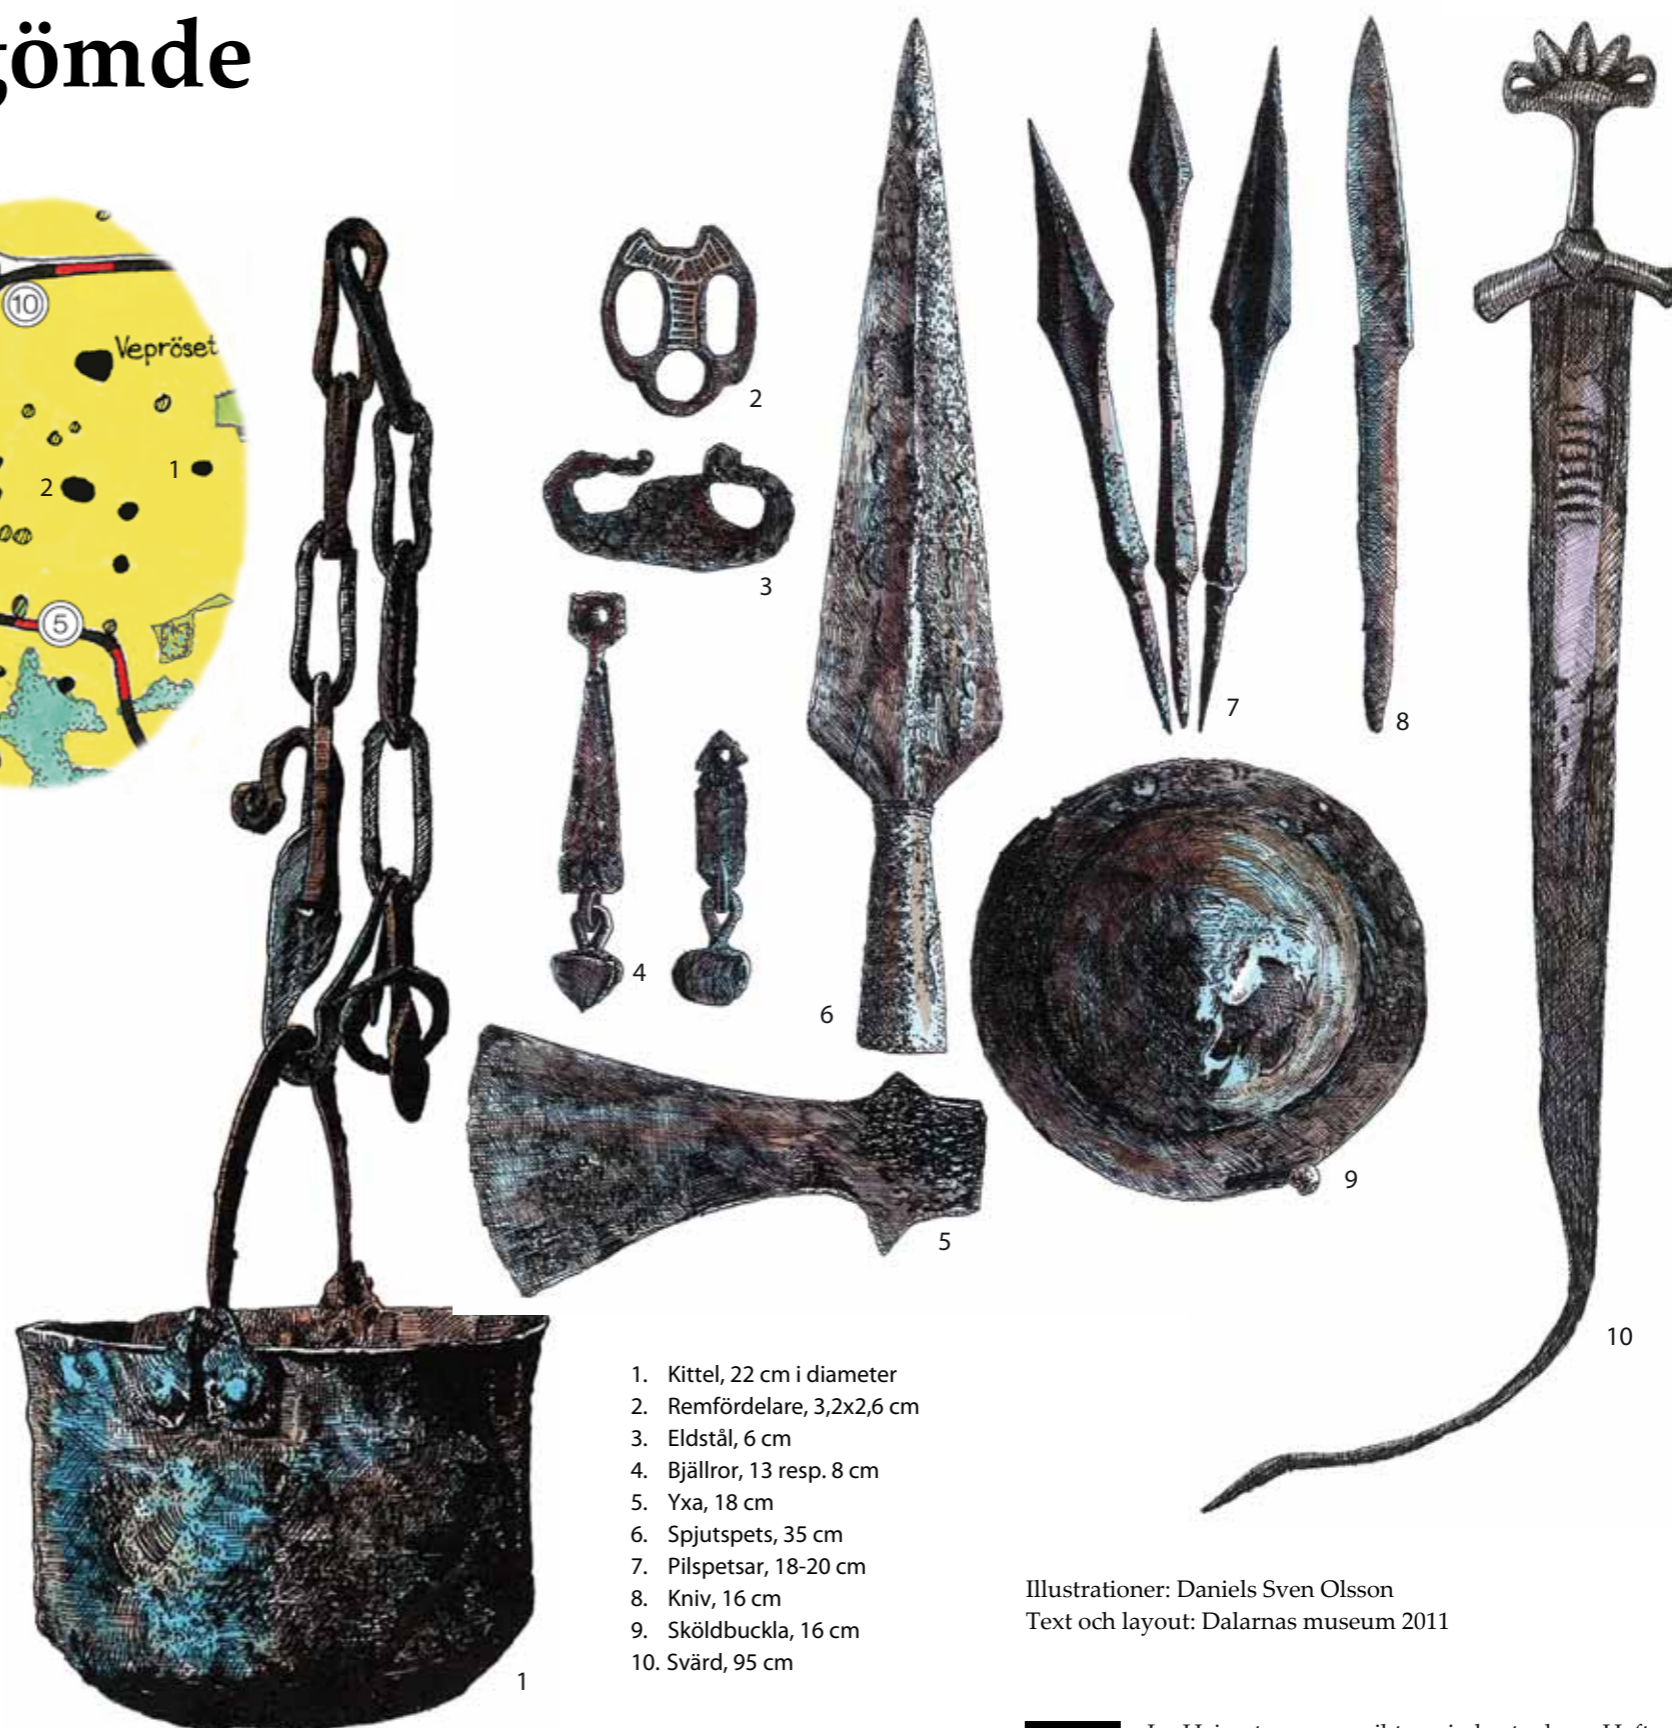 gömde
10
Vepröset
1
2
5
2
3
4
6
7
8
5
9
10
1
1. Kittel, 22 cm i diameter
2. Remfördelare, 3,2x2,6 cm
3. Eldstål, 6 cm
4. Bjällror, 13 resp. 8 cm
5. Yxa, 18 cm
6. Spjutspets, 35 cm
7. Pilspetsar, 18-20 cm
8. Kniv, 16 cm
9. Sköldbuckla, 16 cm
10. Svärd, 95 cm
Illustrationer: Daniels Sven Olsson
Text och layout: Dalarnas museum 2011